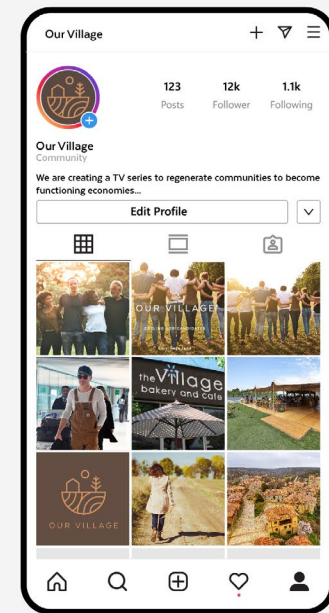 Our Village
123 12k 1.1k
Posts Follower Following
Our Village
Community
We are creating a TV series to regenerate communities to become
functioning economies...
Edit Profile
OUR VILLAGE
the Village
bakery and cafe
OUR VILLAGE